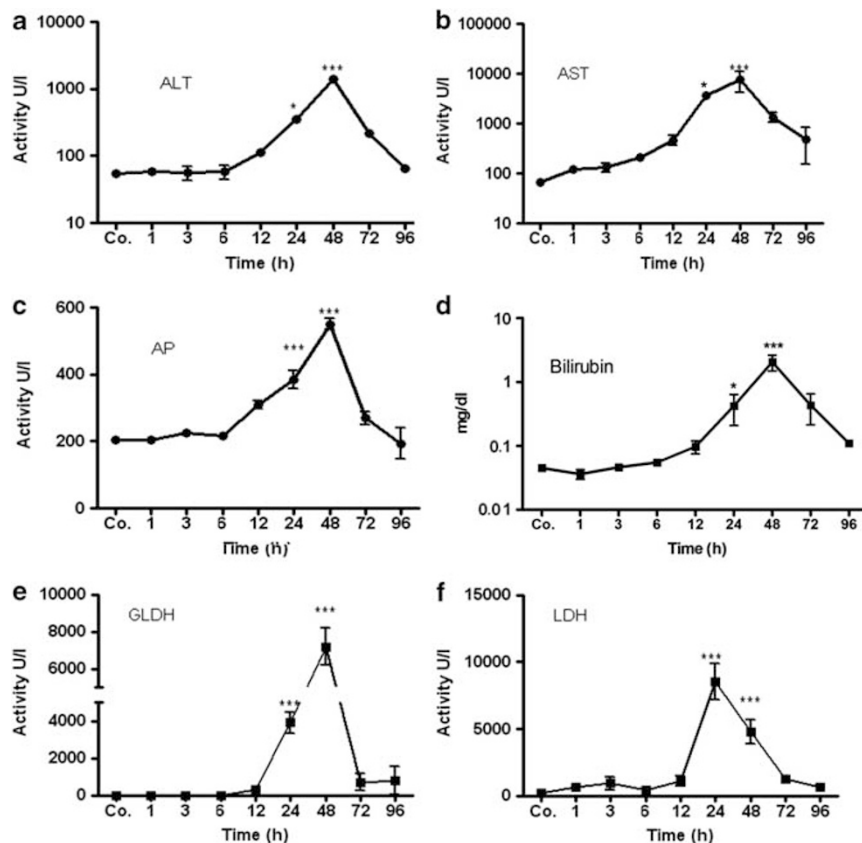 a
10000
1000
100
10
Activity U/l
ALT
*
***
Co. 1 3 6 12 24 48 72 96
Time (h)
b
100000
10000
1000
100
10
Activity U/l
AST
*
***
Co. 1 3 6 12 24 48 72 96
Time (h)
c
600
400
200
0
Activity U/l
AP
***
***
Co. 1 3 6 12 24 48 72 96
Time (h)
d
10
1
0.1
0.01
mg/dl
Bilirubin
*
***
Co. 1 3 6 12 24 48 72 96
Time (h)
e
10000
8000
6000
4000
2000
0
Activity U/l
GLDH
***
***
Co. 1 3 6 12 24 48 72 96
Time (h)
f
15000
10000
5000
0
Activity U/l
LDH
***
***
Co. 1 3 6 12 24 48 72 96
Time (h)